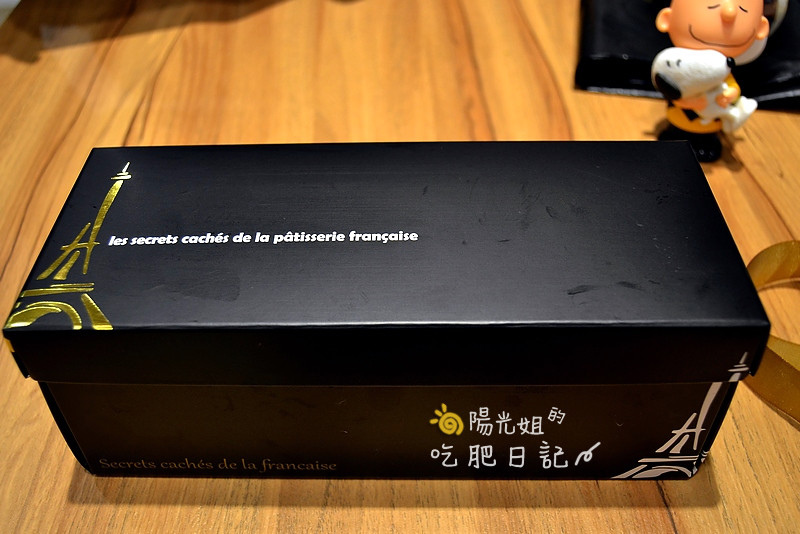 les secrets cachés de la pâtisserie française
陽光姐的
吃肥日記
Secrets cachés de la francaise